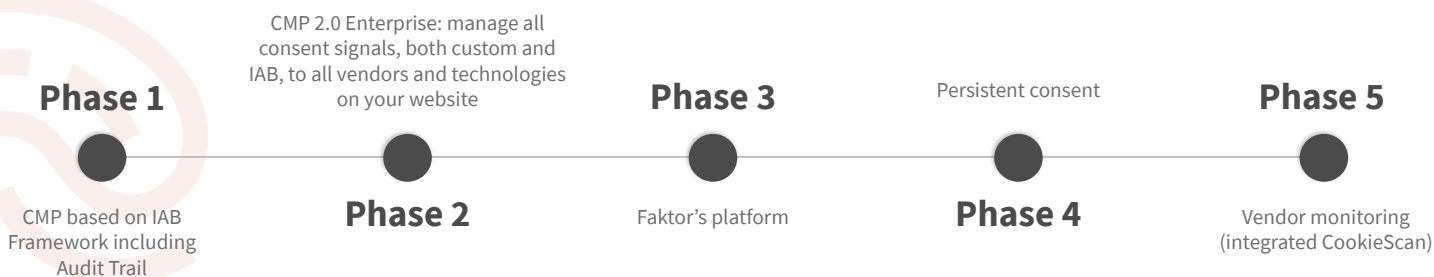 Phase 1
CMP based on IAB
Framework including
Audit Trail
CMP 2.0 Enterprise: manage all
consent signals, both custom and
IAB, to all vendors and technologies
on your website
Phase 2
Phase 3
Faktor’s platform
Persistent consent
Phase 4
Phase 5
Vendor monitoring
(integrated CookieScan)